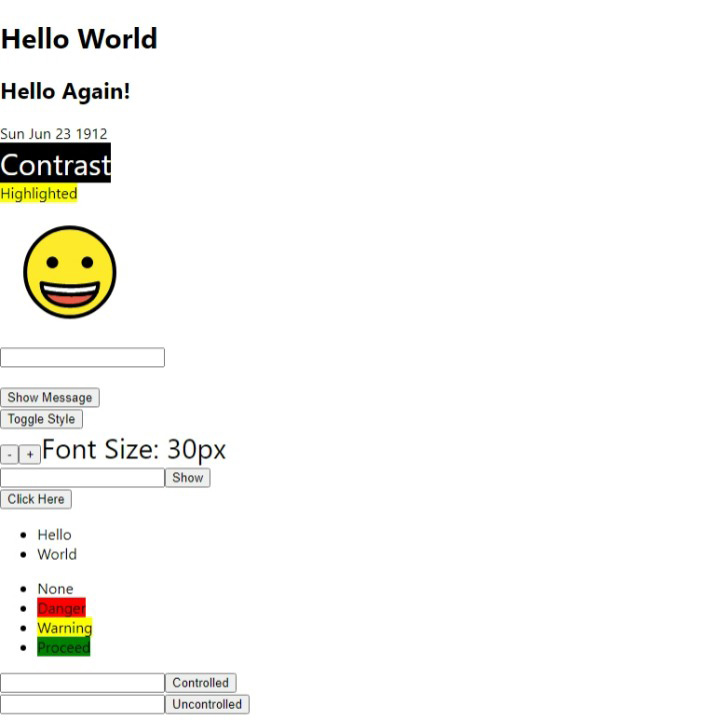 Hello World
Hello Again!
Sun Jun 23 1912
Contrast
Highlighted
Show Message
Toggle Style
- + Font Size: 30px
Show
Click Here
Hello
World
None
Danger
Warning
Proceed
Controlled
Uncontrolled